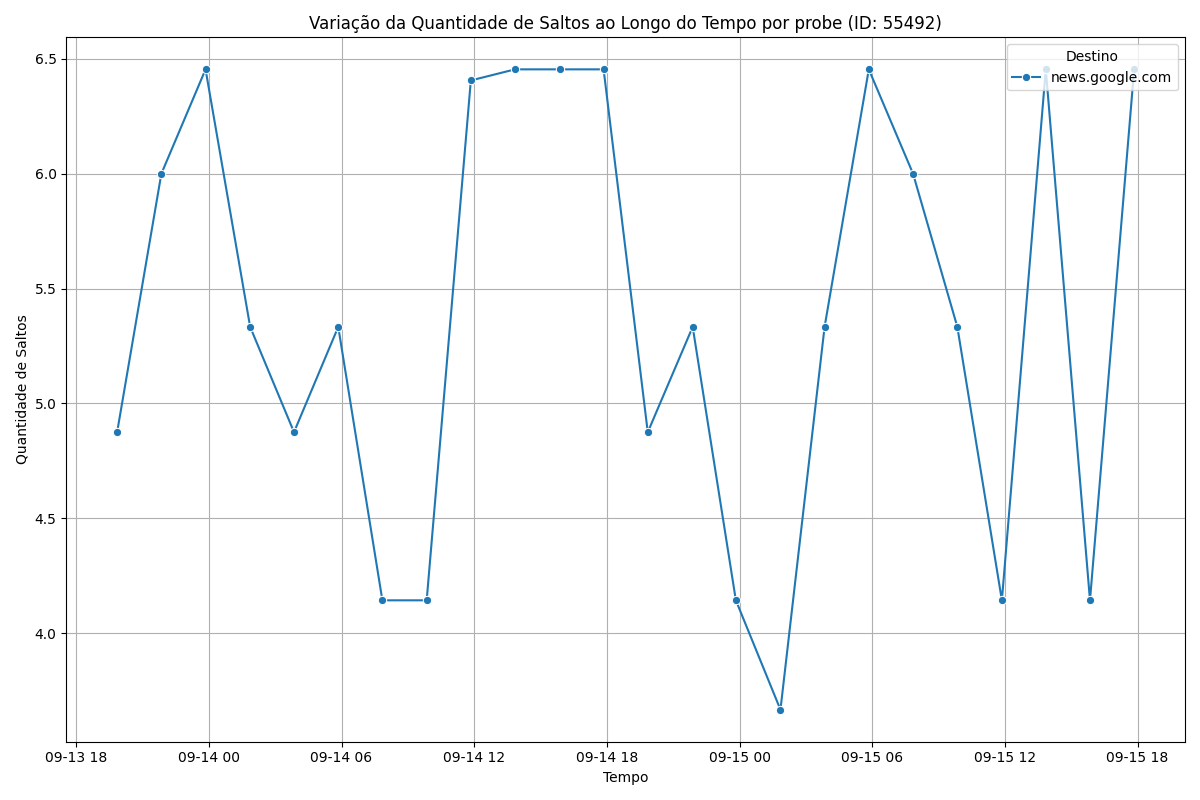 Variação da Quantidade de Saltos ao Longo do Tempo por probe (ID: 55492)
Destino
news.google.com
Quantidade de Saltos
6.5
6.0
5.5
5.0
4.5
4.0
09-13 18 09-14 00 09-14 06 09-14 12 09-14 18 09-15 00 09-15 06 09-15 12 09-15 18
Tempo